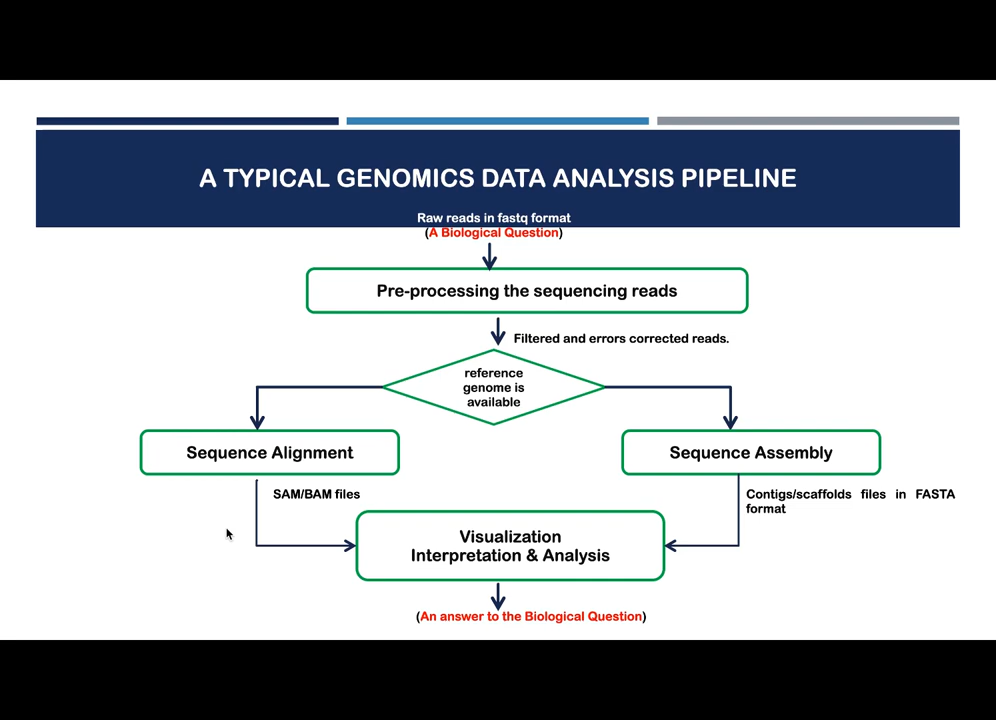 A TYPICAL GENOMICS DATA ANALYSIS PIPELINE
Raw reads in fastq format
(A Biological Question)
Pre-processing the sequencing reads
Filtered and errors corrected reads.
reference
genome is
available
Sequence Alignment
Sequence Assembly
SAM/BAM files
Contigs/scaffolds files in FASTA
format
Visualization
Interpretation & Analysis
(An answer to the Biological Question)